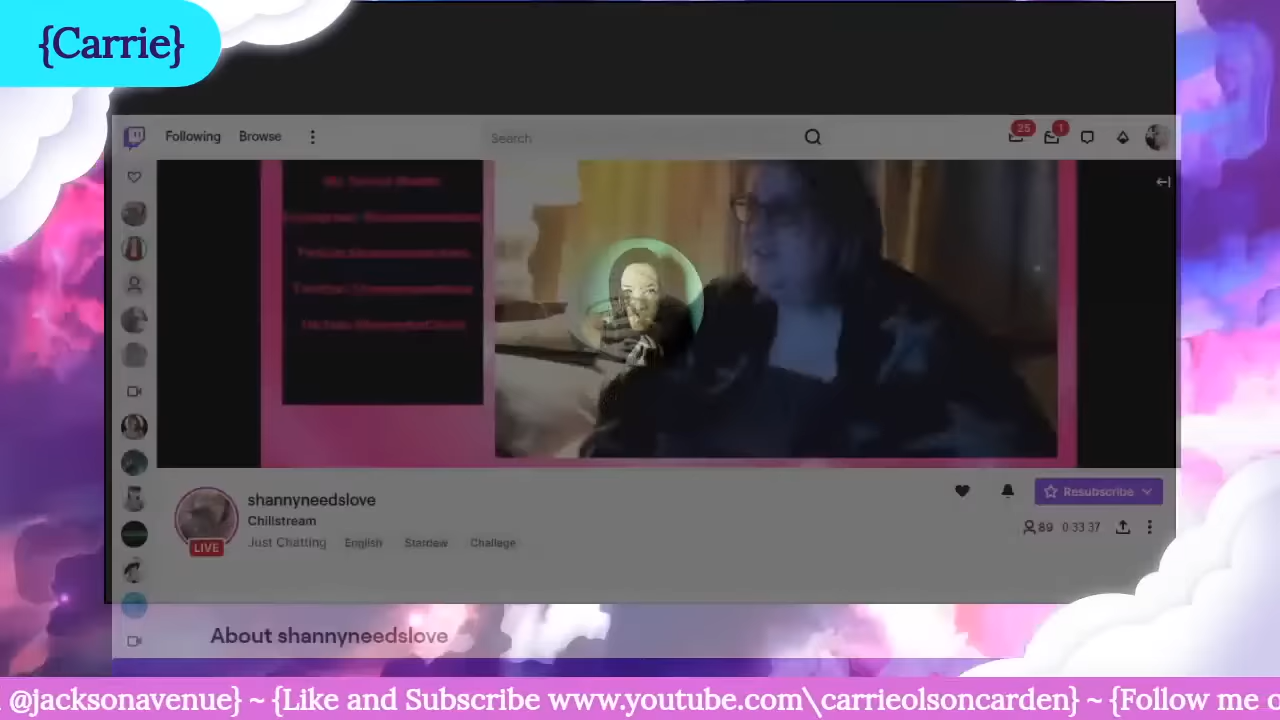 {Carrie}
Following Browse
Search
25
1
shannyneedslove
Chillstream
Resubscribe
LIVE
Just Chatting English Stardew Challege
89 0:33:37
About shannyneedslove
@jacksonavenue} ~ {Like and Subscribe www.youtube.com\carrieolsoncarden} ~ {Follow me